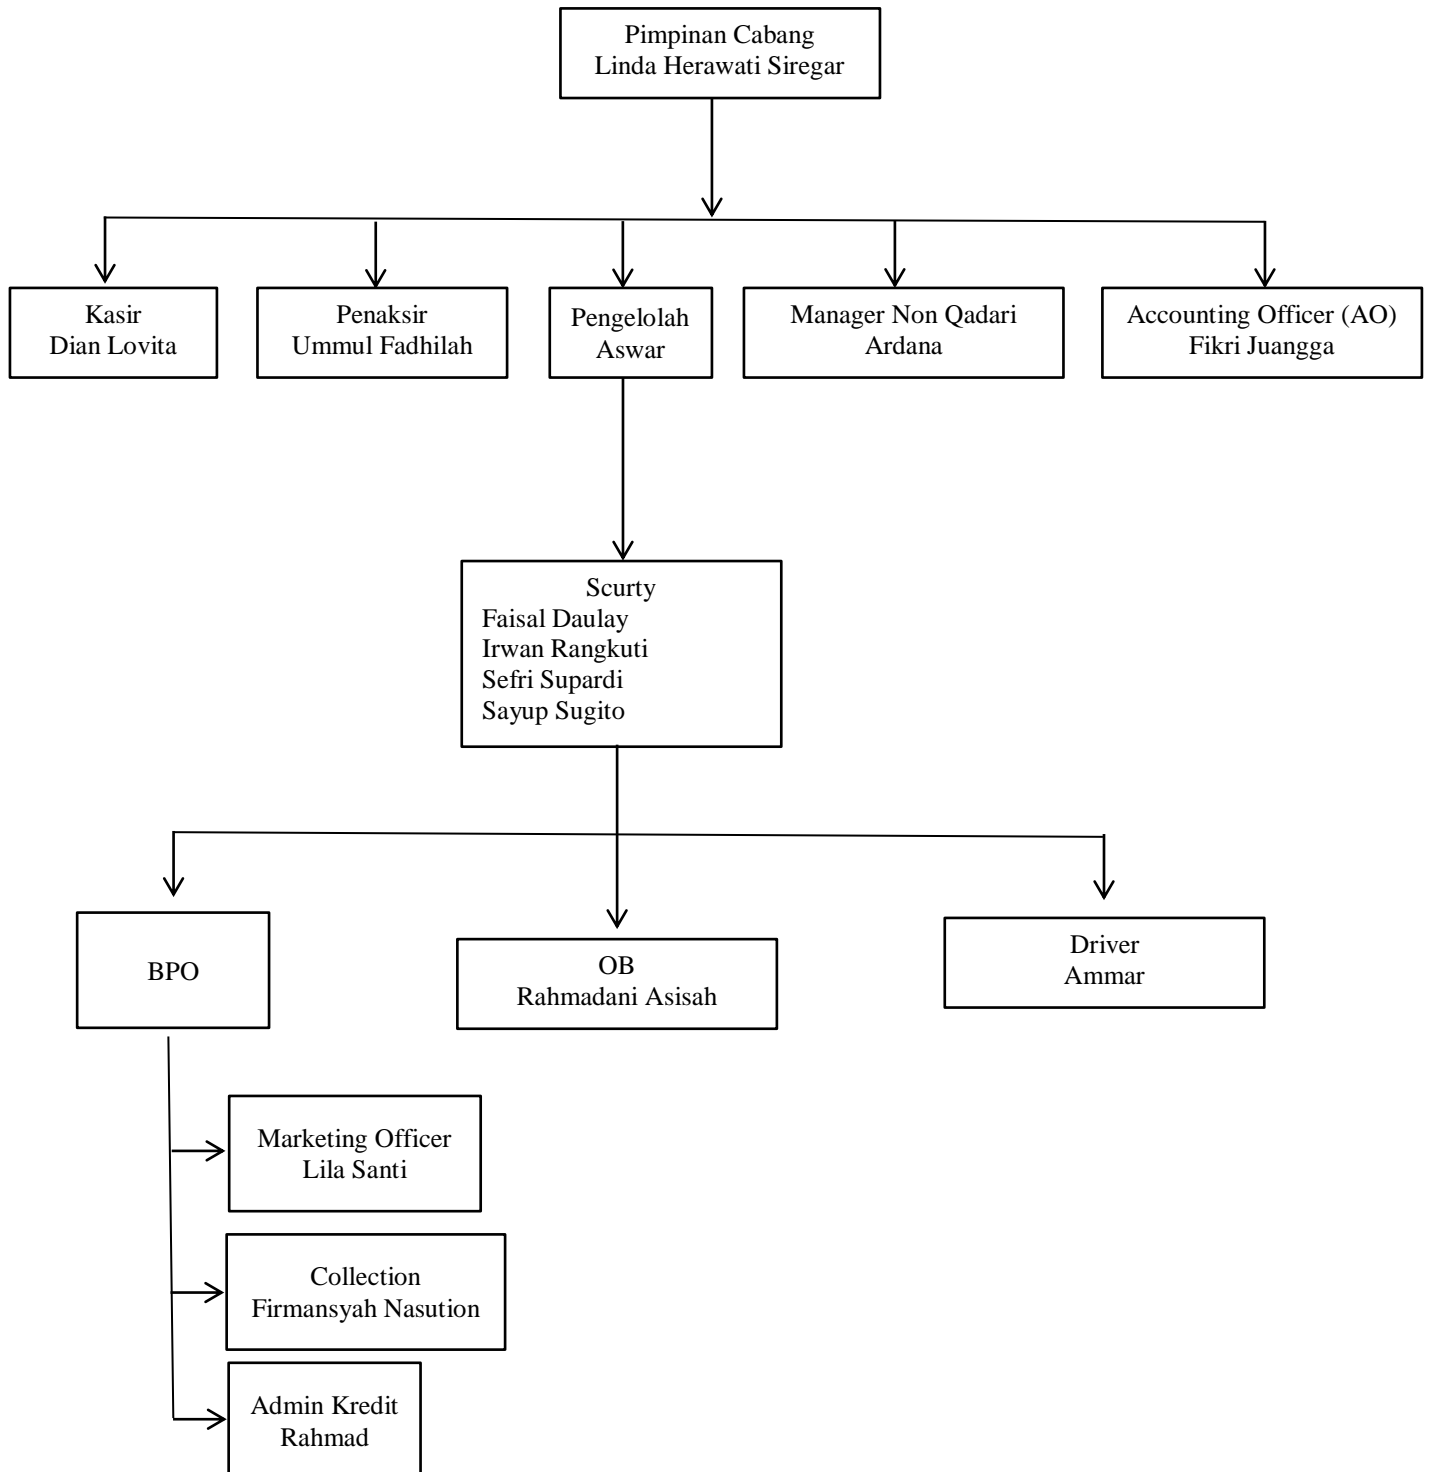 Pimpinan Cabang
Linda Herawati Siregar
Kasir
Dian Lovita
Penaksir
Ummul Fadhilah
Pengelolah
Aswar
Manager Non Qadari
Ardana
Accounting Officer (AO)
Fikri Juangga
Scurty
Faisal Daulay
Irwan Rangkuti
Sefri Supardi
Sayup Sugito
BPO
OB
Rahmadani Asisah
Driver
Ammar
Marketing Officer
Lila Santi
Collection
Firmansyah Nasution
Admin Kredit
Rahmad